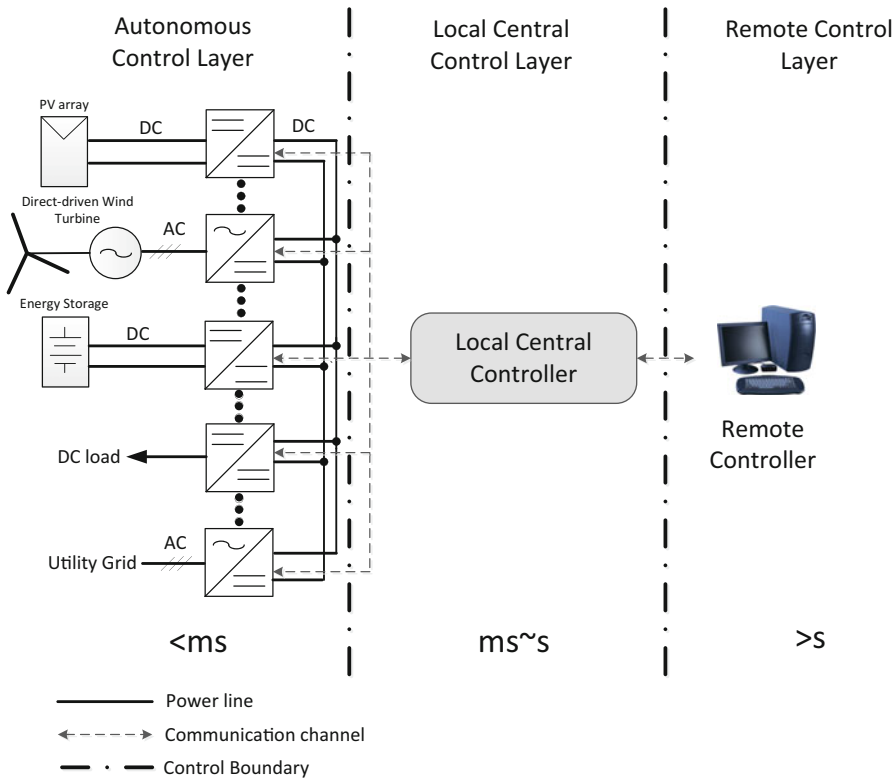 Autonomous
Control Layer
Local Central
Control Layer
Remote Control
Layer
PV array
DC
DC
Direct-driven Wind
Turbine
AC
Energy Storage
DC
Local Central
Controller
Remote
Controller
DC load
AC
Utility Grid
<ms
ms~s
>s
Power line
Communication channel
Control Boundary